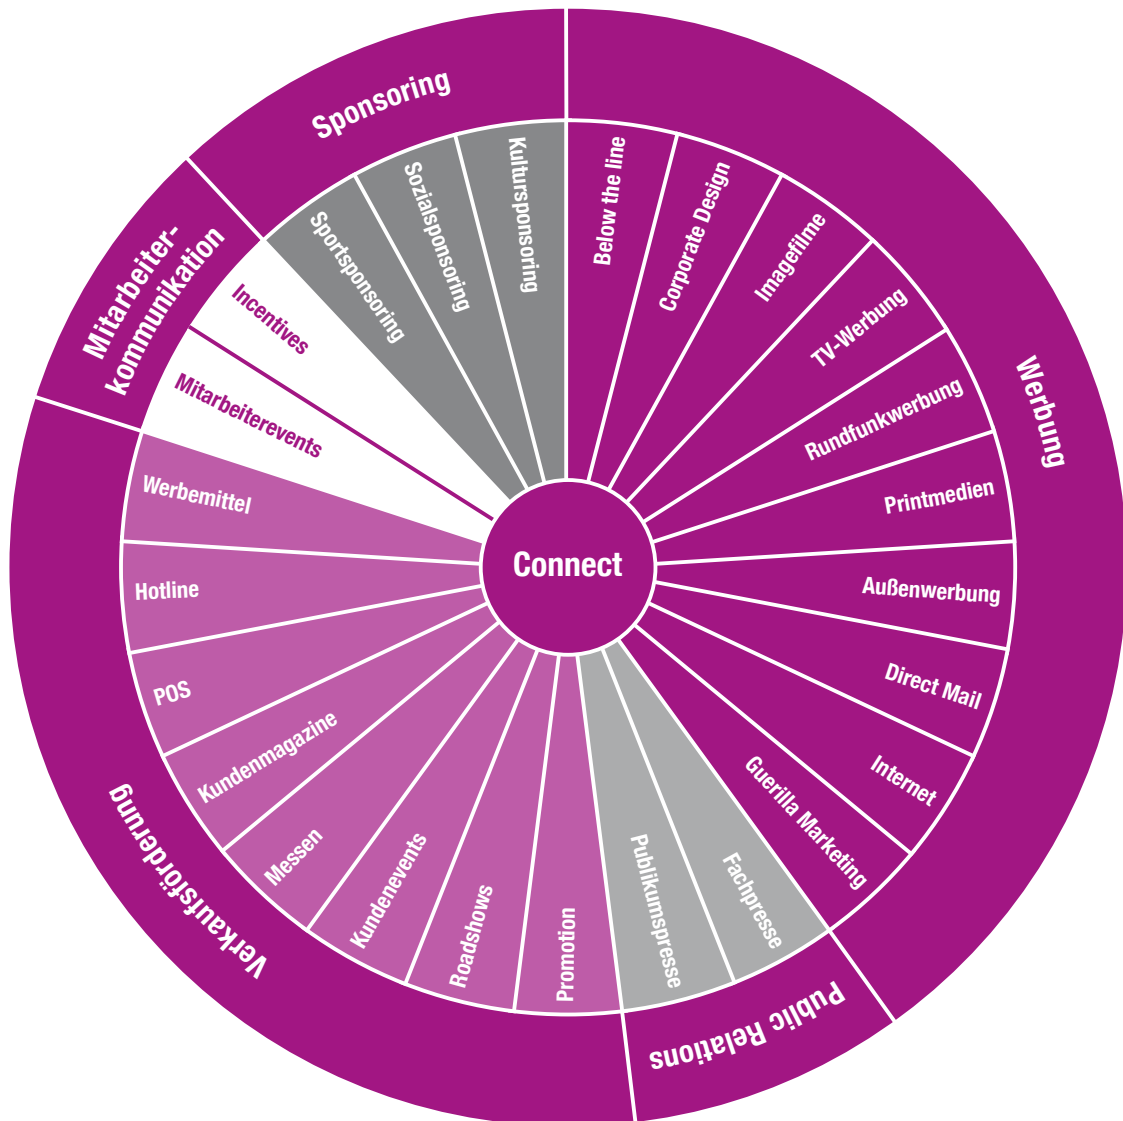 Sponsoring
Mitarbeiter-
kommunikation
Werbung
Public Relations
Verkaufsförderung
Connect
Below the line
Corporate Design
Imagefilme
TV-Werbung
Rundfunkwerbung
Printmedien
Außenwerbung
Direct Mail
Internet
Guerilla Marketing
Fachpresse
Publikumspresse
Promotion
Roadshows
Kundenevents
Messen
Kundenmagazine
POS
Hotline
Werbemittel
Mitarbeiterevents
Incentives
Sportsponsoring
Sozialsponsoring
Kultursponsoring